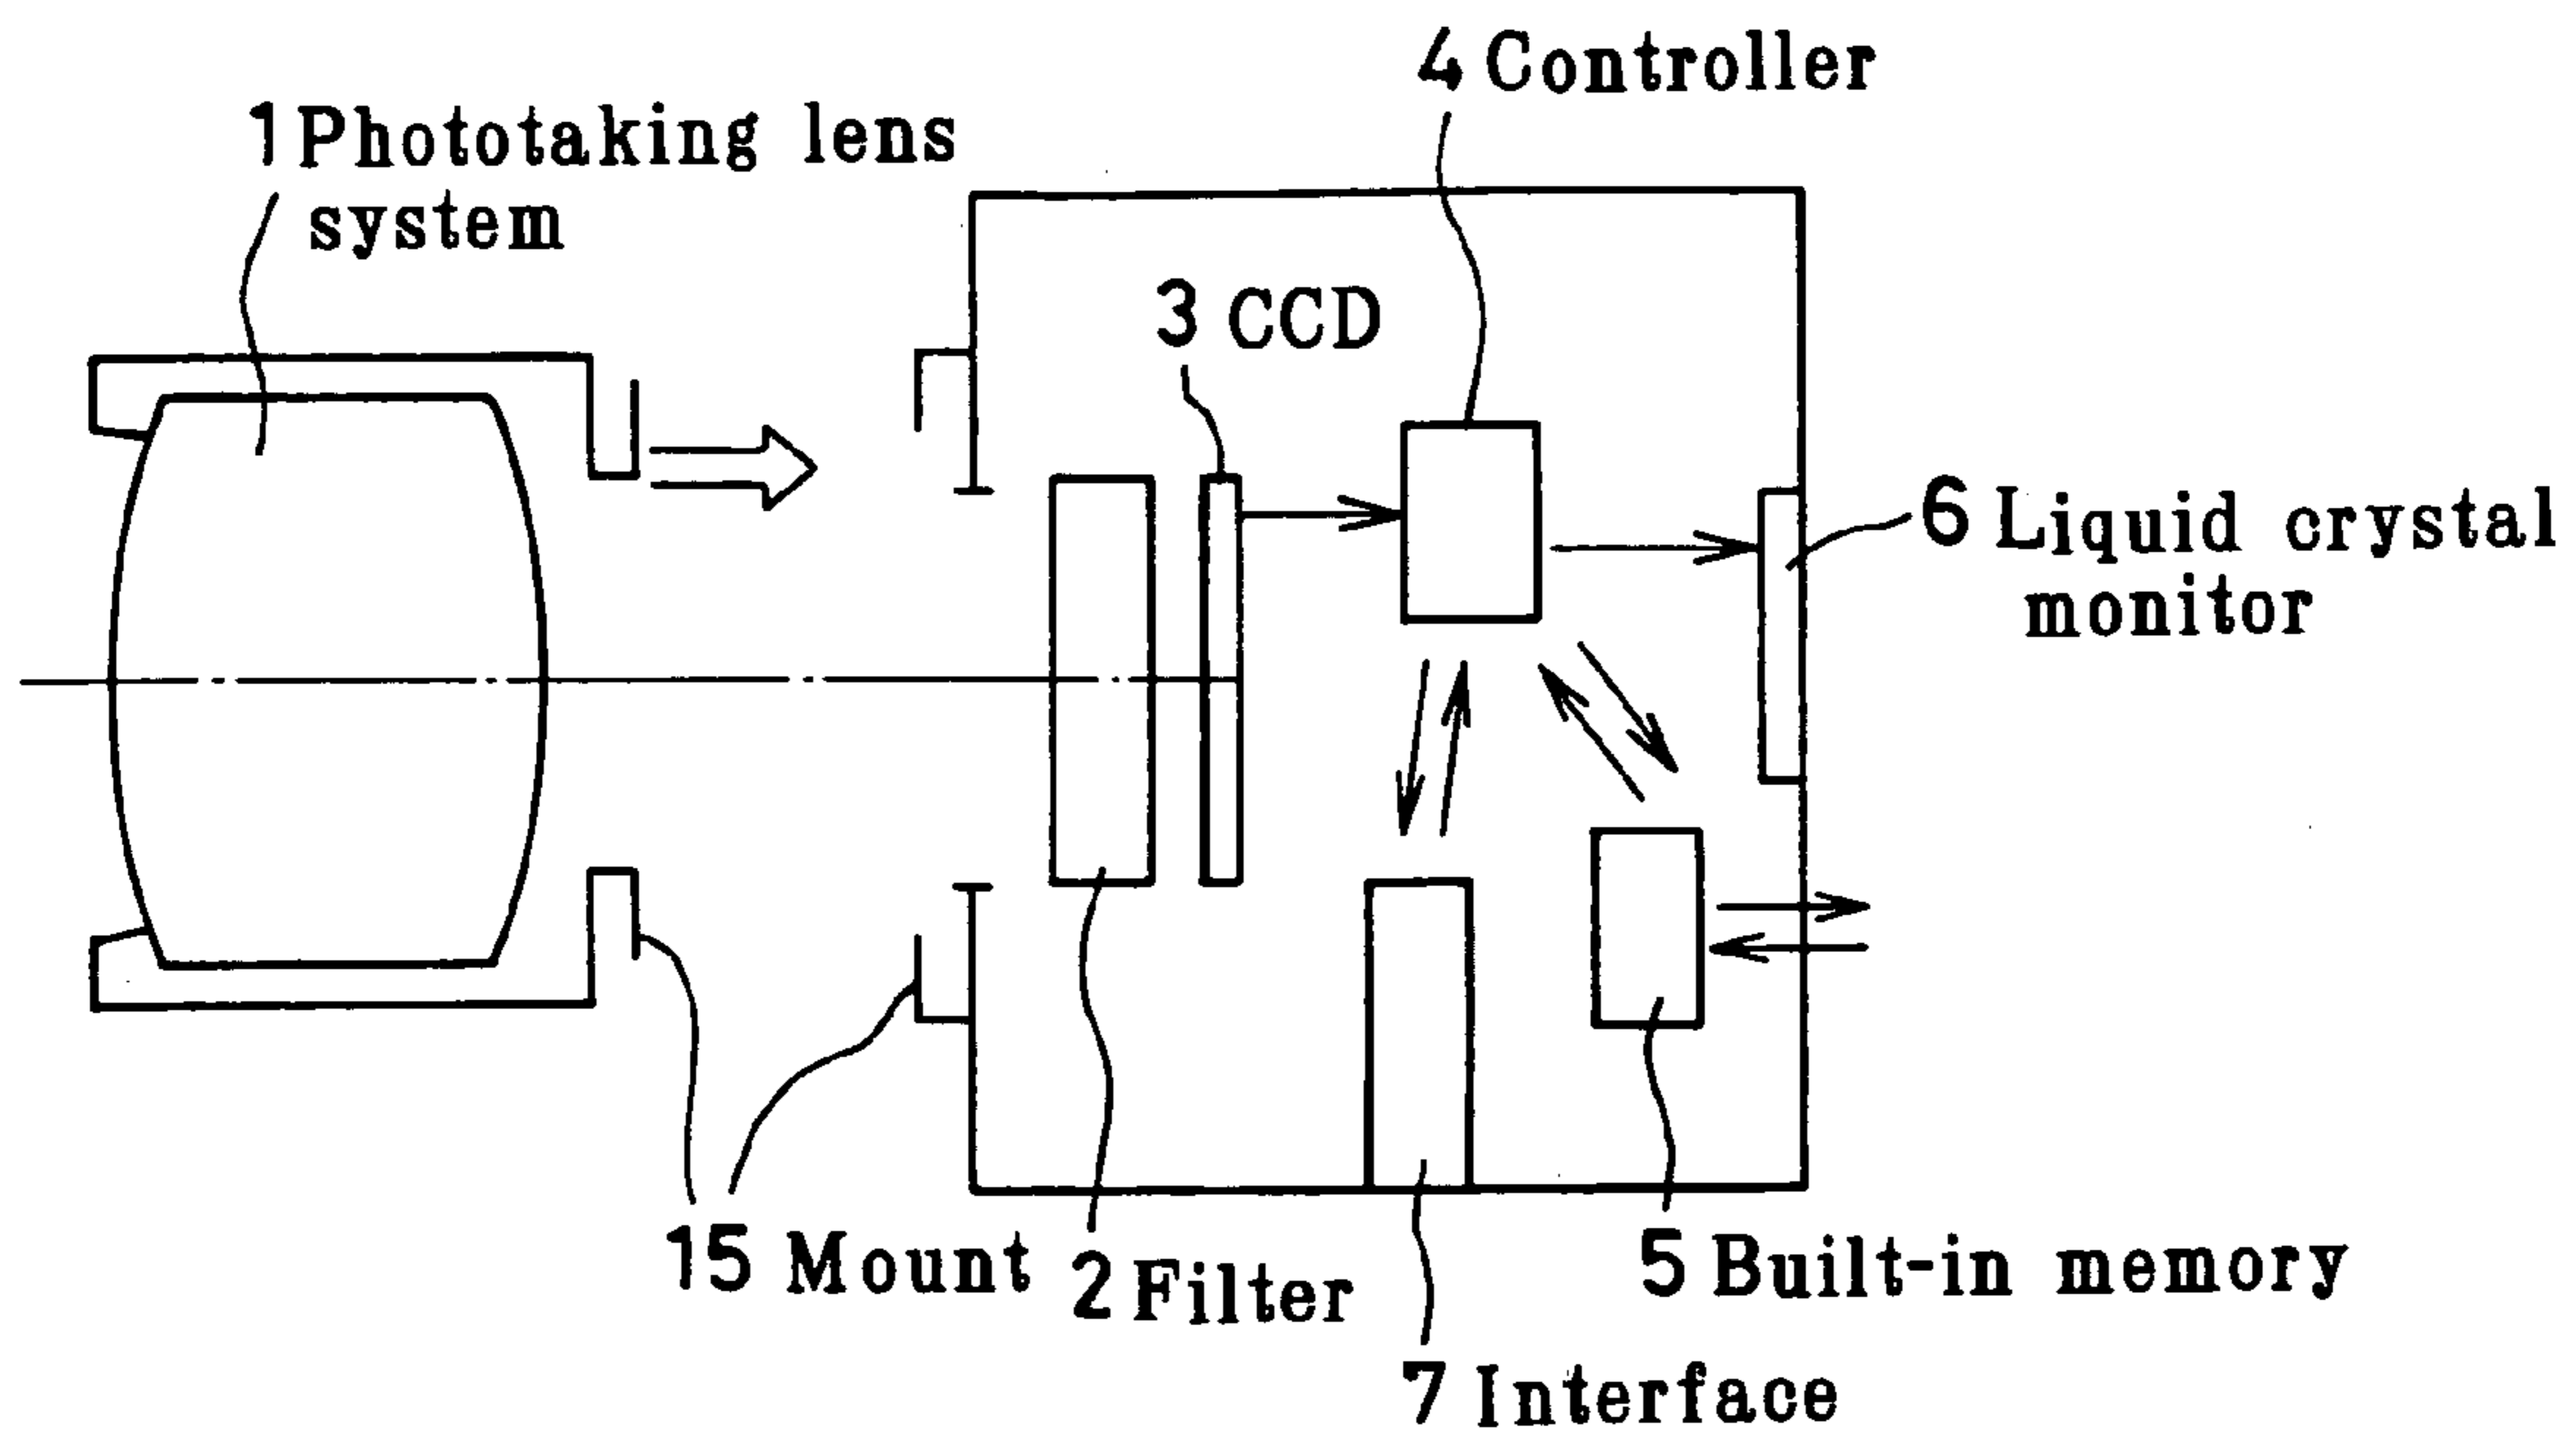 4 Controller
1 Phototaking lens
system
3 CCD
6 Liquid crystal
monitor
15 Mount
2 Filter
5 Built-in memory
7 Interface